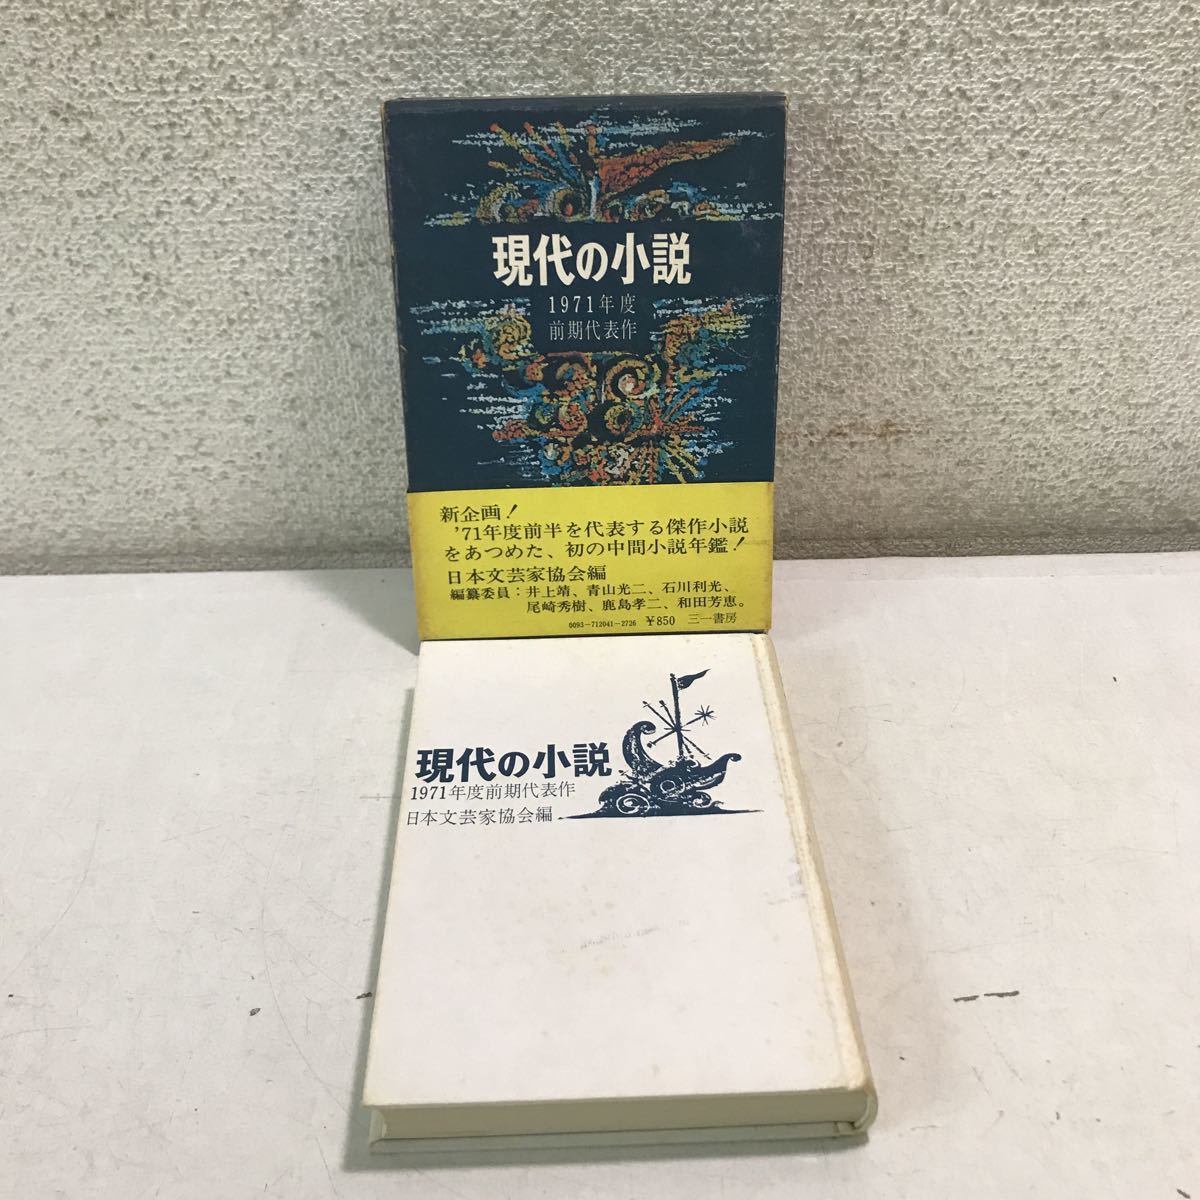 現代の小説
1971年度
前期代表作
新企画!
'71年度前半を代表する傑作小説
をあつめた、初の中間小説年鑑!
日本文芸家協会編
編纂委員:井上靖、青山光二、石川利光、
尾崎秀樹、鹿島孝二、和田芳恵。
0093-712041-2726 ¥850 三一書房
現代の小説
1971年度前期代表作
日本文芸家協会編